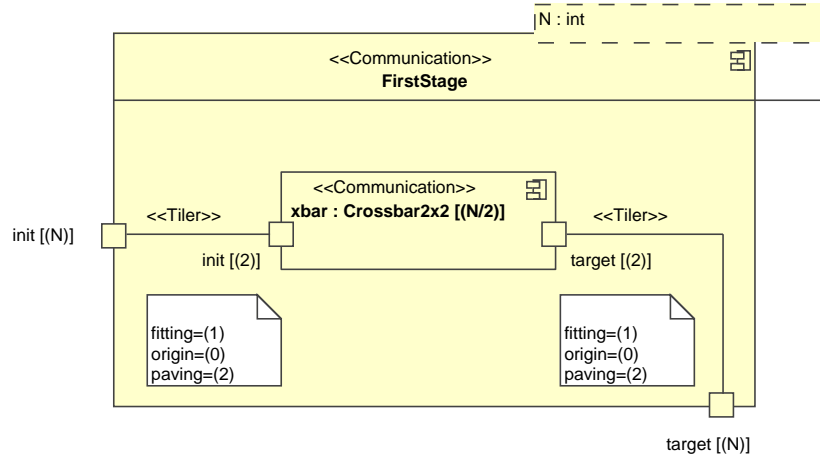 N : int
<<Communication>>
FirstStage
<<Communication>>
xbar : Crossbar2x2 [(N/2)]
<<Tiler>>
<<Tiler>>
init [(N)]
init [(2)]
target [(2)]
fitting=(1)
origin=(0)
paving=(2)
fitting=(1)
origin=(0)
paving=(2)
target [(N)]